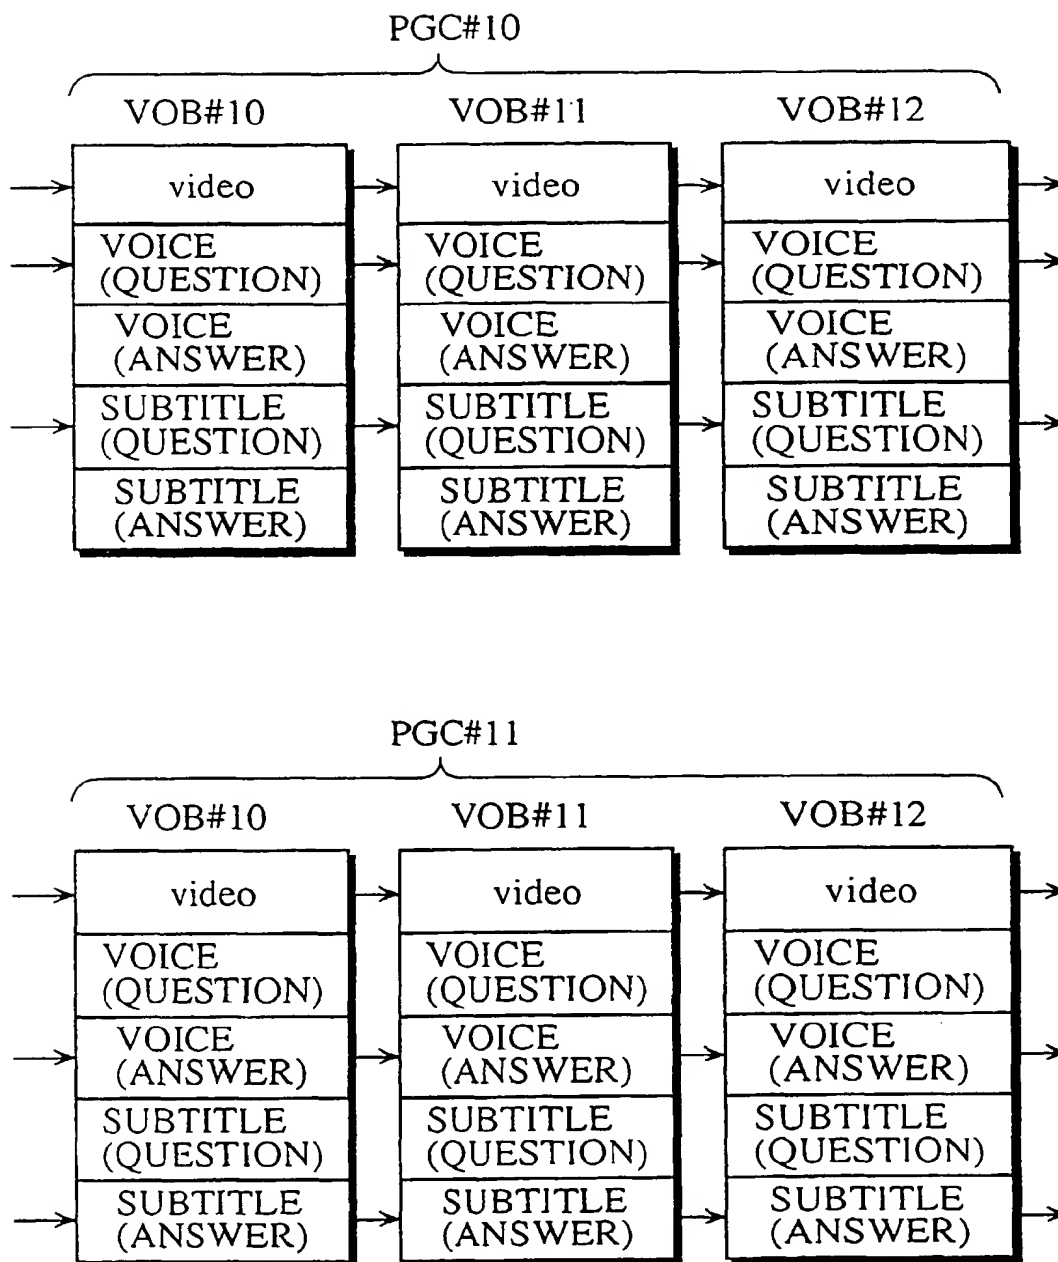 PGC#10
VOB#10 VOB#11 VOB#12
video video video
VOICE VOICE VOICE
(QUESTION) (QUESTION) (QUESTION)
VOICE VOICE VOICE
(ANSWER) (ANSWER) (ANSWER)
SUBTITLE SUBTITLE SUBTITLE
(QUESTION) (QUESTION) (QUESTION)
SUBTITLE SUBTITLE SUBTITLE
(ANSWER) (ANSWER) (ANSWER)
PGC#11
VOB#10 VOB#11 VOB#12
video video video
VOICE VOICE VOICE
(QUESTION) (QUESTION) (QUESTION)
VOICE VOICE VOICE
(ANSWER) (ANSWER) (ANSWER)
SUBTITLE SUBTITLE SUBTITLE
(QUESTION) (QUESTION) (QUESTION)
SUBTITLE SUBTITLE SUBTITLE
(ANSWER) (ANSWER) (ANSWER)